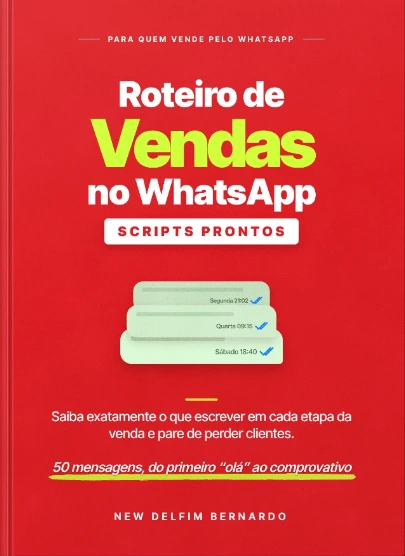 PARA QUEM VENDE PELO WHATSAPP
Roteiro de
Vendas
no WhatsApp
SCRIPTS PRONTOS
Segunda 21:02
Quarta 09:15
Sábado 18:40
Saiba exatamente o que escrever em cada etapa da
venda e pare de perder clientes.
50 mensagens, do primeiro “olá” ao comprovativo
NEW DELFIM BERNARDO